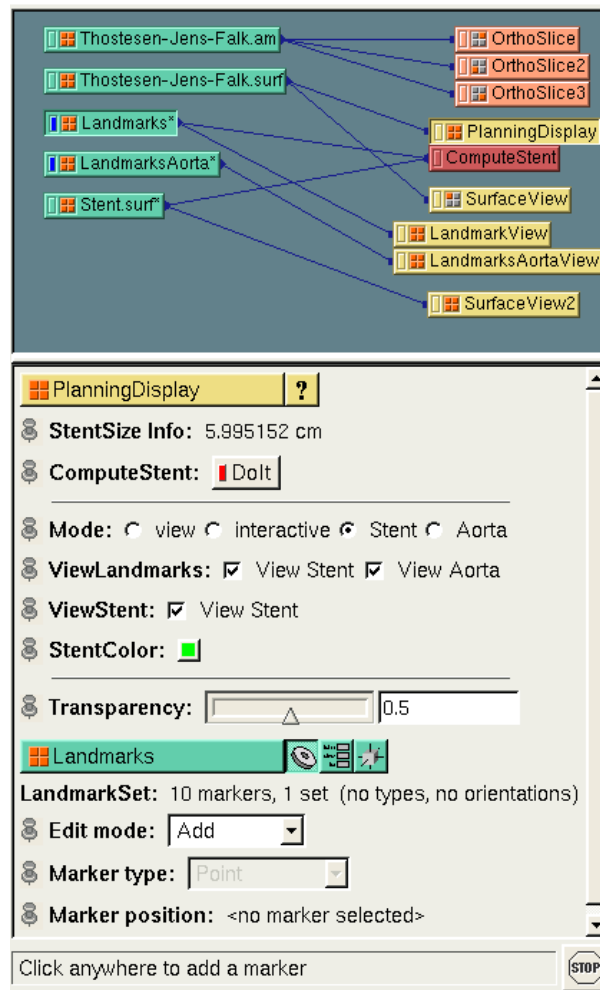 Thostesen-Jens-Falk.am
OrthoSlice
OrthoSlice2
Thostesen-Jens-Falk.surf
OrthoSlice3
Landmarks*
PlanningDisplay
LandmarksAorta*
ComputeStent
Stent.surf*
SurfaceView
LandmarkView
LandmarksAortaView
SurfaceView2
PlanningDisplay ?
StentSize Info: 5.995152 cm
ComputeStent: DoIt
Mode: view interactive Stent Aorta
ViewLandmarks: View Stent View Aorta
ViewStent: View Stent
StentColor:
Transparency: 0.5
Landmarks
LandmarkSet: 10 markers, 1 set (no types, no orientations)
Edit mode: Add
Marker type: Point
Marker position: <no marker selected>
Click anywhere to add a marker STOP